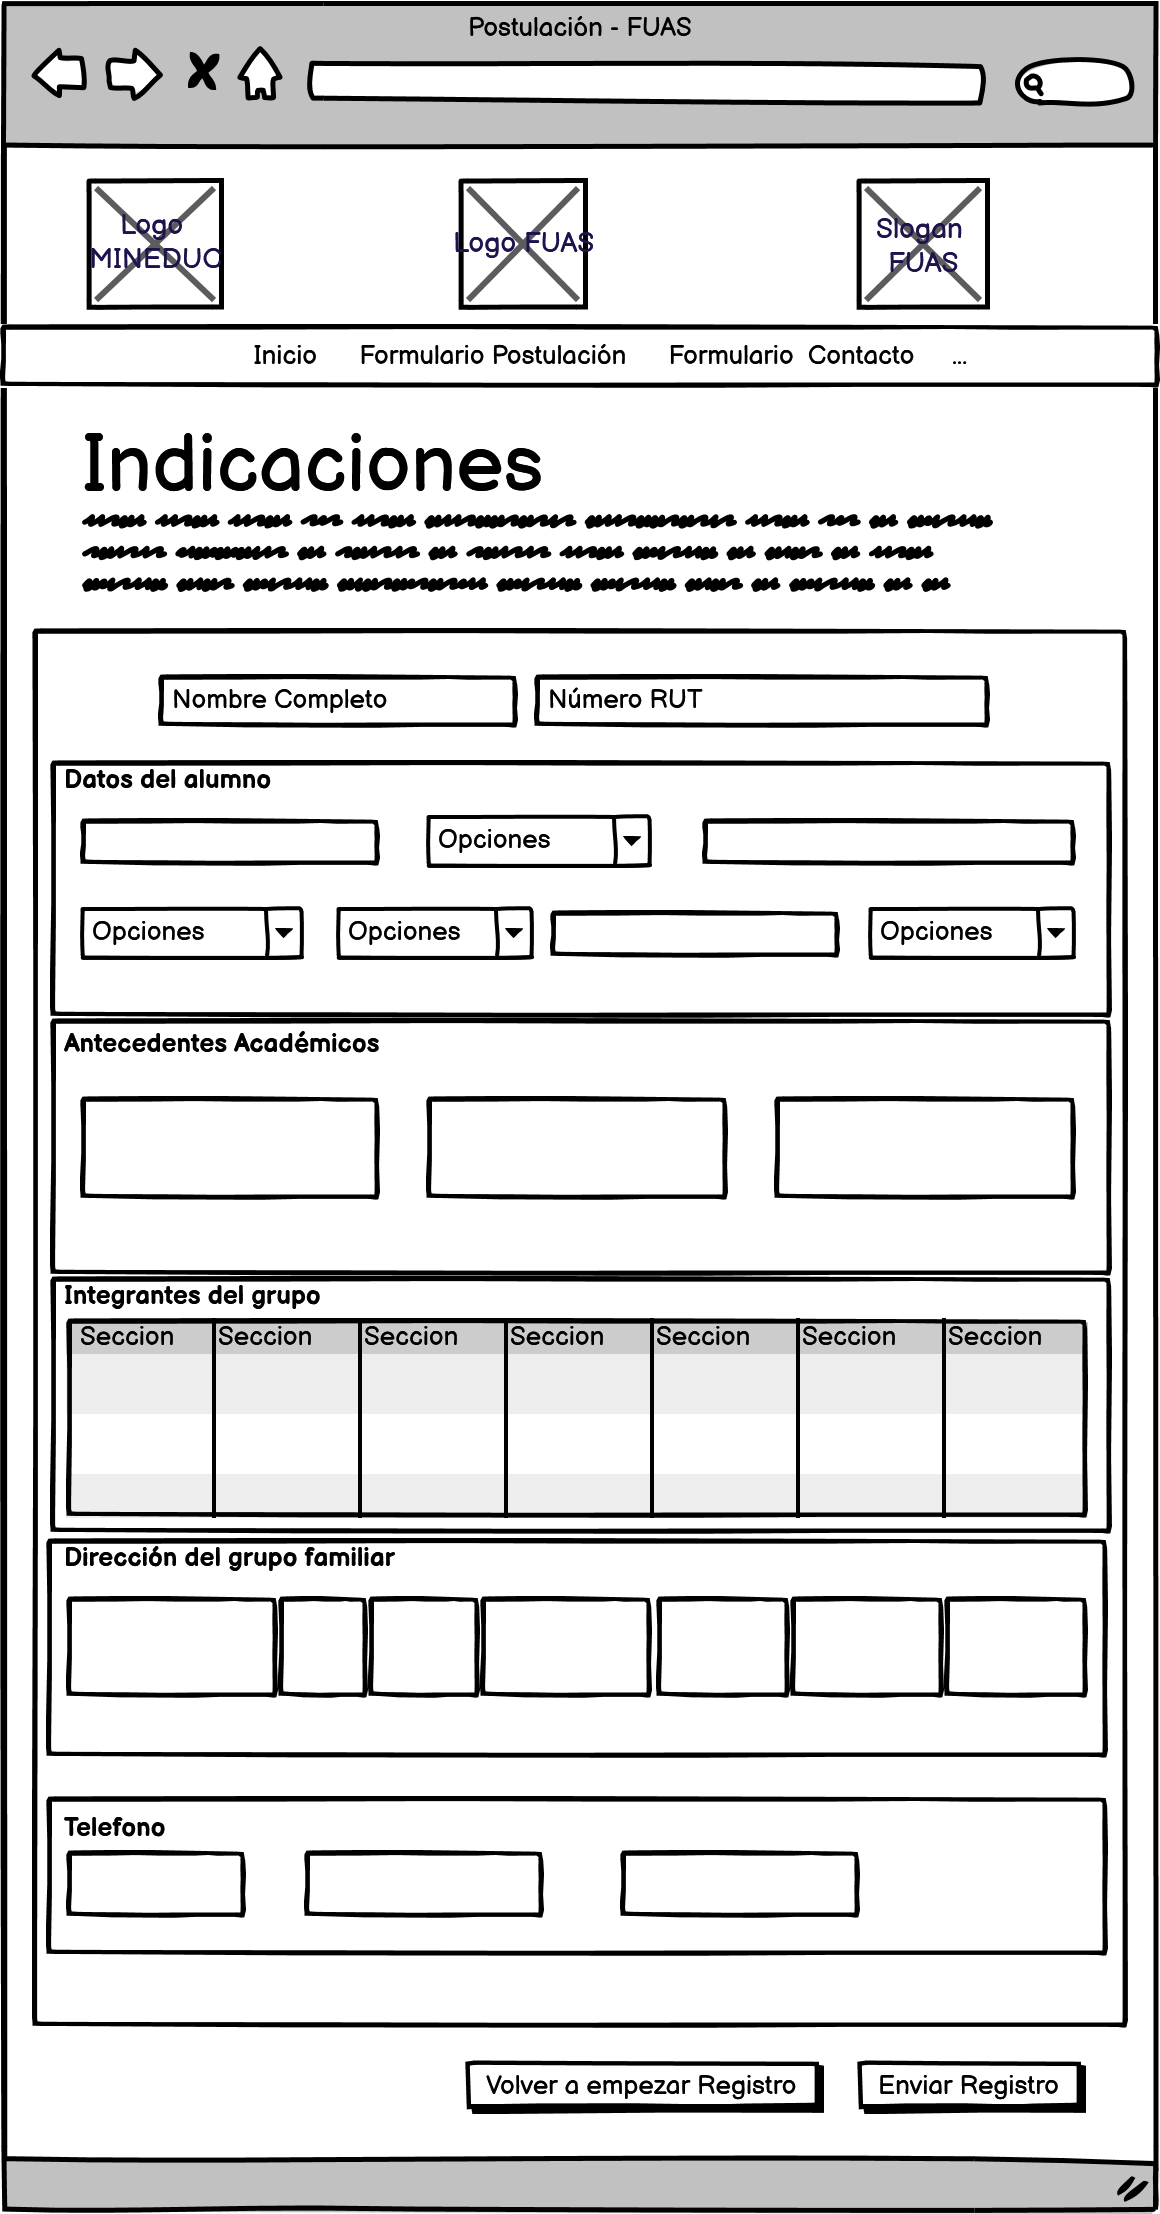 Postulación - FUAS
Logo
MINEDUC
Logo FUAS
Slogan
FUAS
Inicio Formulario Postulación Formulario Contacto ...
Indicaciones
Nombre Completo Número RUT
Datos del alumno
Opciones
Opciones Opciones Opciones
Antecedentes Académicos
Integrantes del grupo
Seccion Seccion Seccion Seccion Seccion Seccion Seccion
Dirección del grupo familiar
Telefono
Volver a empezar Registro Enviar Registro